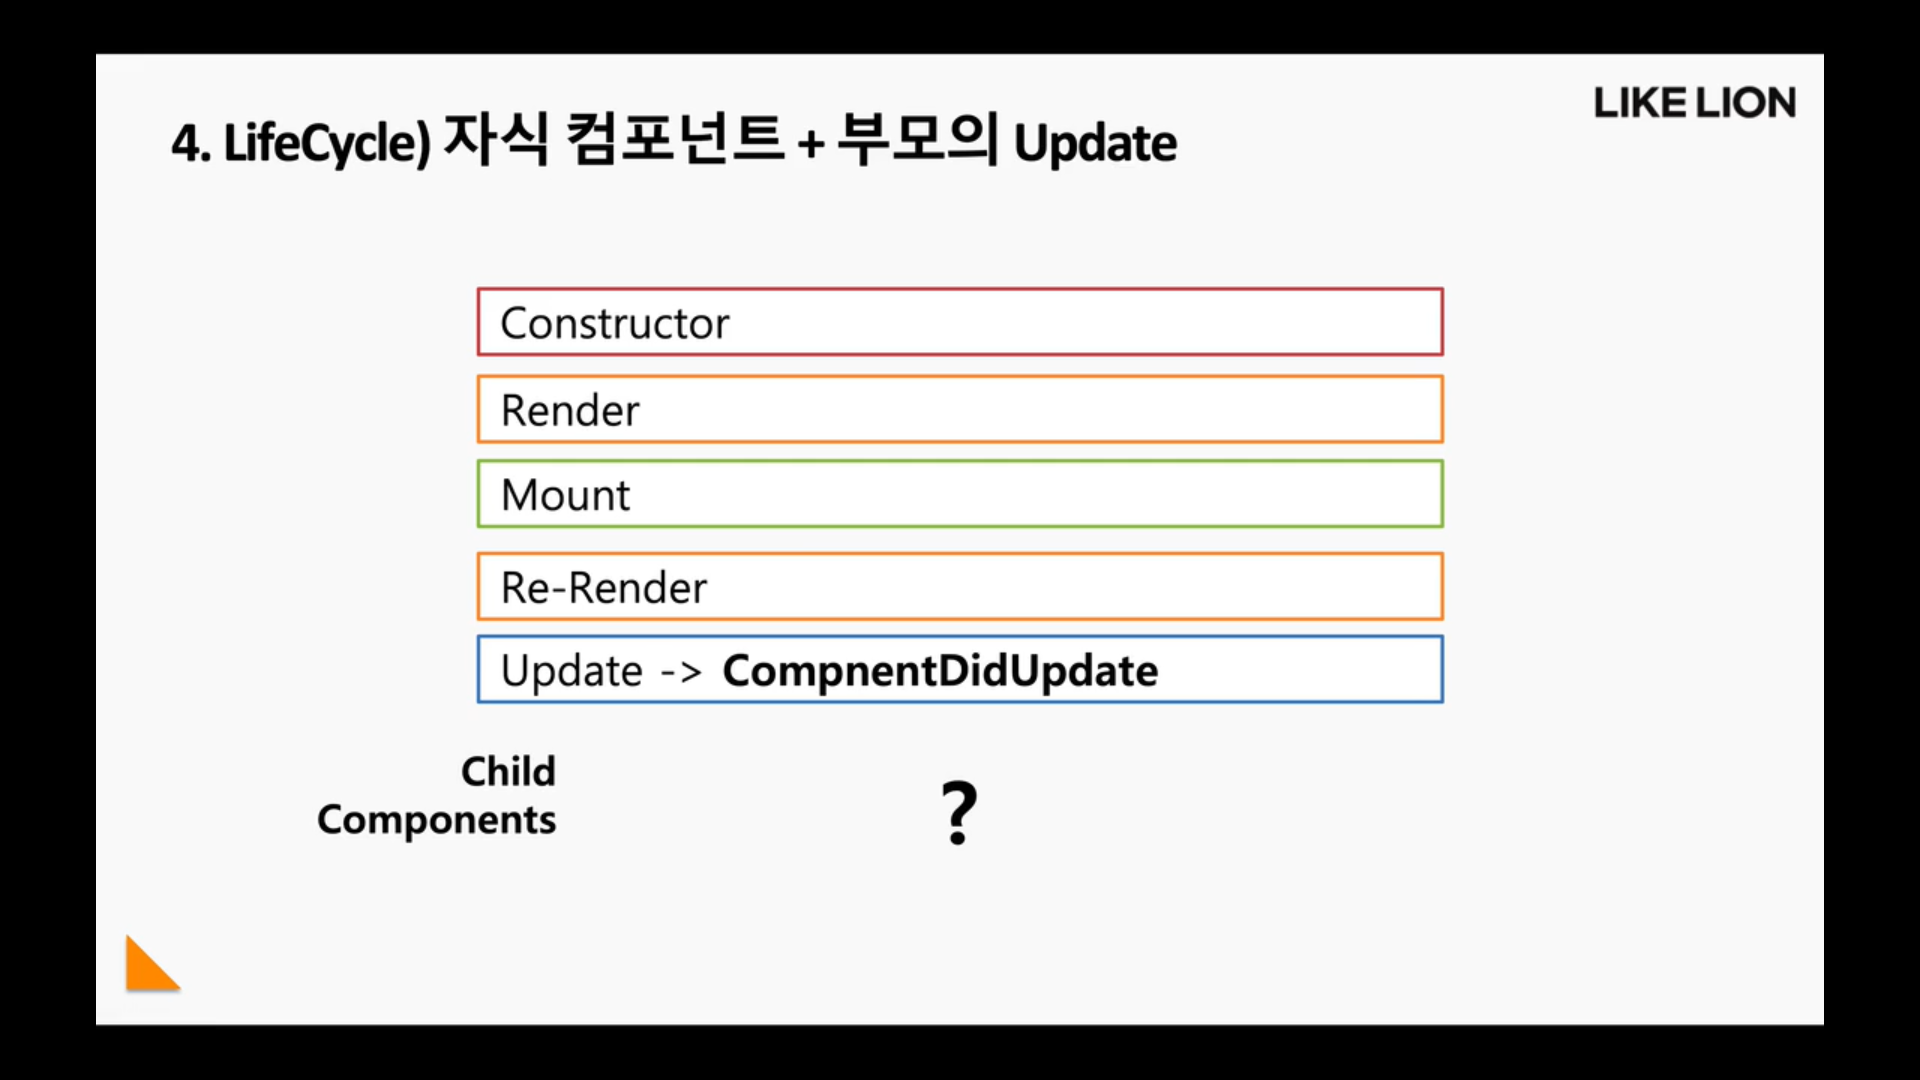 LIKE LION
4. LifeCycle) 자식 컴포넌트 + 부모의 Update
Constructor
Render
Mount
Re-Render
Update -> CompnentDidUpdate
Child
Components
?